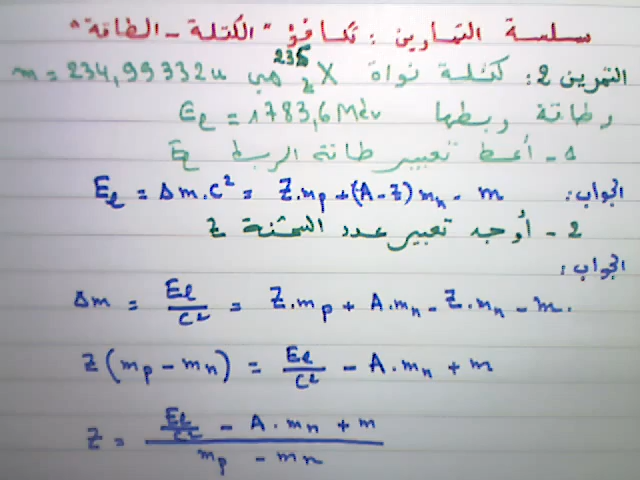 سلسة التمارين : تكافؤ "الكتلة - الطاقة"
التمرين 2: كتلة نواة ²³⁵zX هي m = 234,99332u
وطاقة ربطها El = 1783,6 Mev
1 - أعط تعبير طاقة الربط El
الجواب: El = Δm.c² = Z.mp + (A-Z) mn - m
2 - أوجد تعبير عدد الشحنة Z
الجواب:
Δm = El/c² = Z.mp + A.mn - Z.mn - m.
Z(mp - mn) = El/c² - A.mn + m
Z = (El/c² - A.mn + m)/(mp - mn)